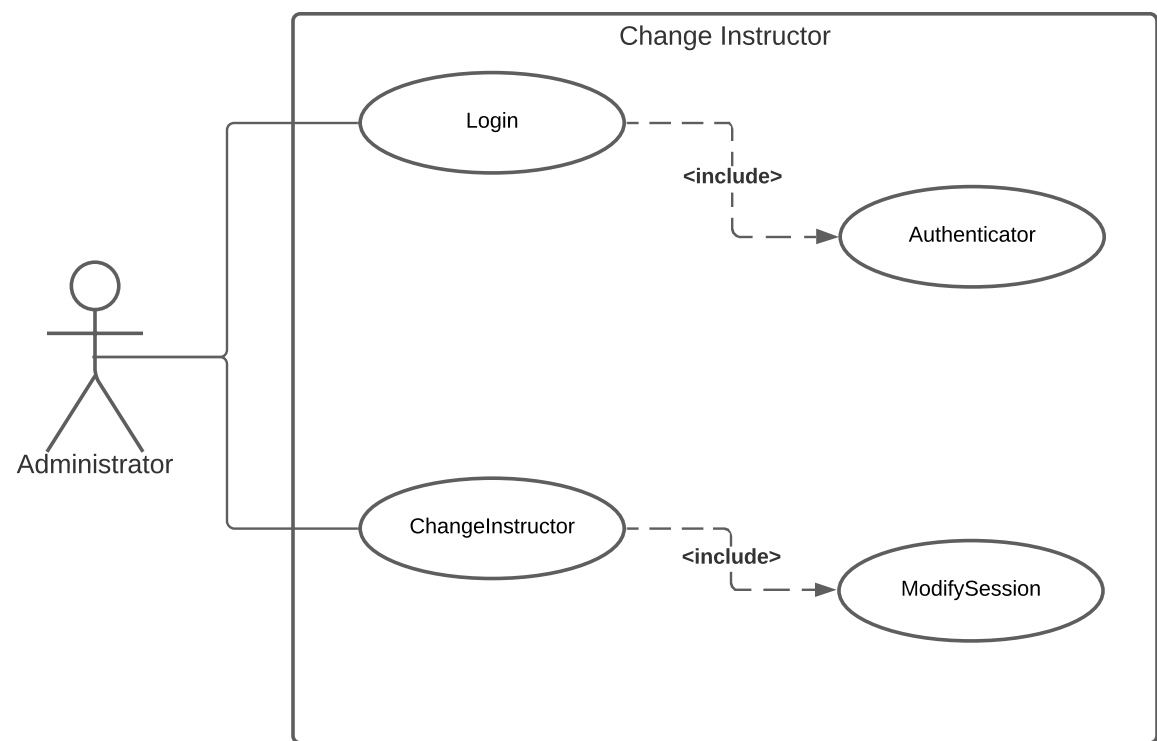 Change Instructor
Login
<include>
Authenticator
Administrator
ChangeInstructor
<include>
ModifySession